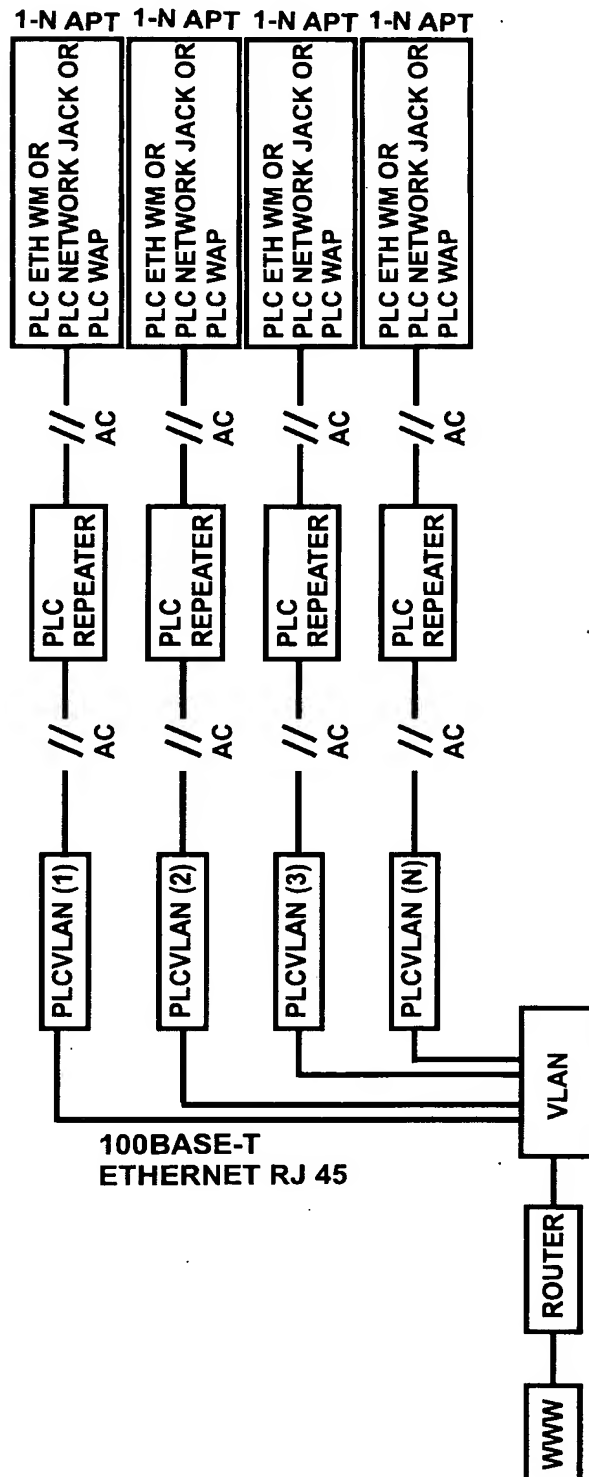 1-N APT
1-N APT
1-N APT
1-N APT
PLC ETH WM OR
PLC NETWORK JACK OR
PLC WAP
PLC ETH WM OR
PLC NETWORK JACK OR
PLC WAP
PLC ETH WM OR
PLC NETWORK JACK OR
PLC WAP
PLC ETH WM OR
PLC NETWORK JACK OR
PLC WAP
AC
AC
AC
AC
PLC
REPEATER
PLC
REPEATER
PLC
REPEATER
PLC
REPEATER
AC
AC
AC
AC
PLCVLAN (1)
PLCVLAN (2)
PLCVLAN (3)
PLCVLAN (N)
100BASE-T
ETHERNET RJ 45
VLAN
ROUTER
WWW